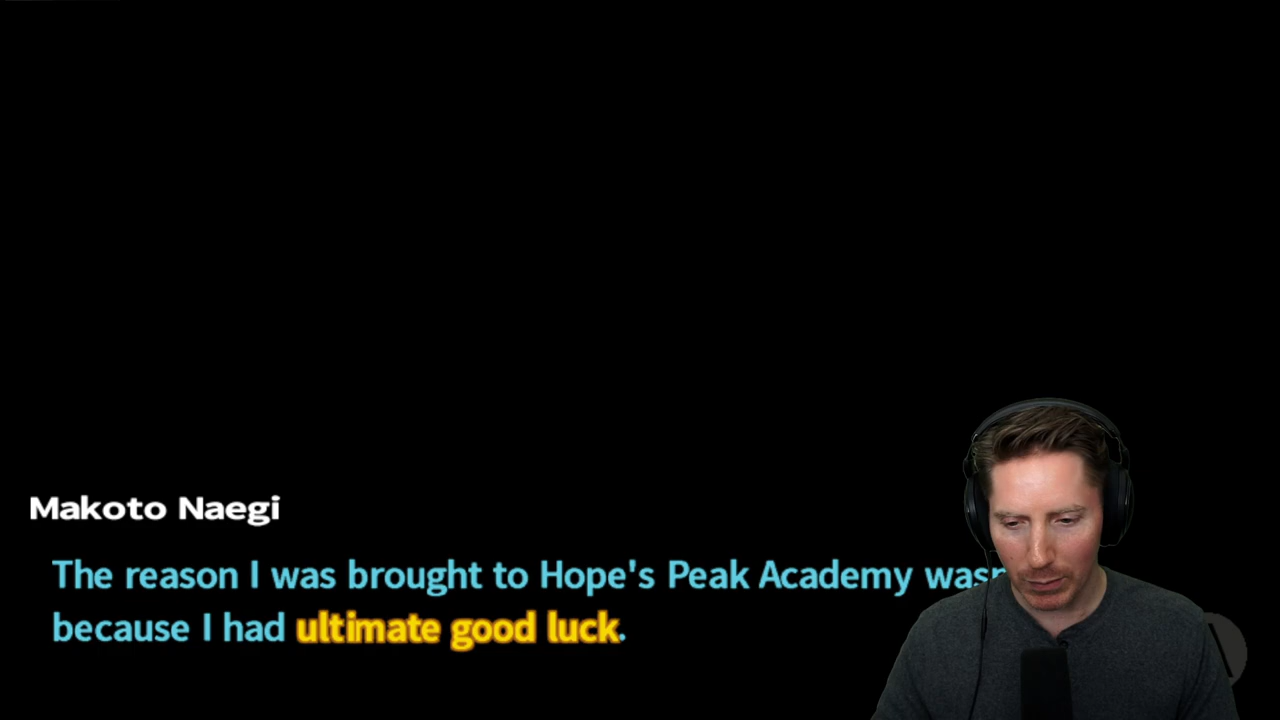 Makoto Naegi
The reason I was brought to Hope's Peak Academy
because I had ultimate good luck.